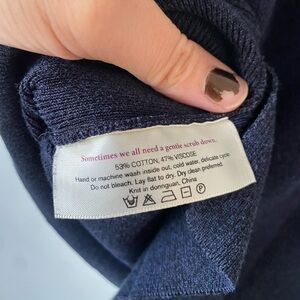 Sometimes we all need a gentle scrub down.
53% COTTON, 47% VISCOSE
Hand or machine wash inside out, cold water, delicate cycle.
Do not bleach. Lay flat to dry. Dry clean preferred.
Knit in donnguan, China